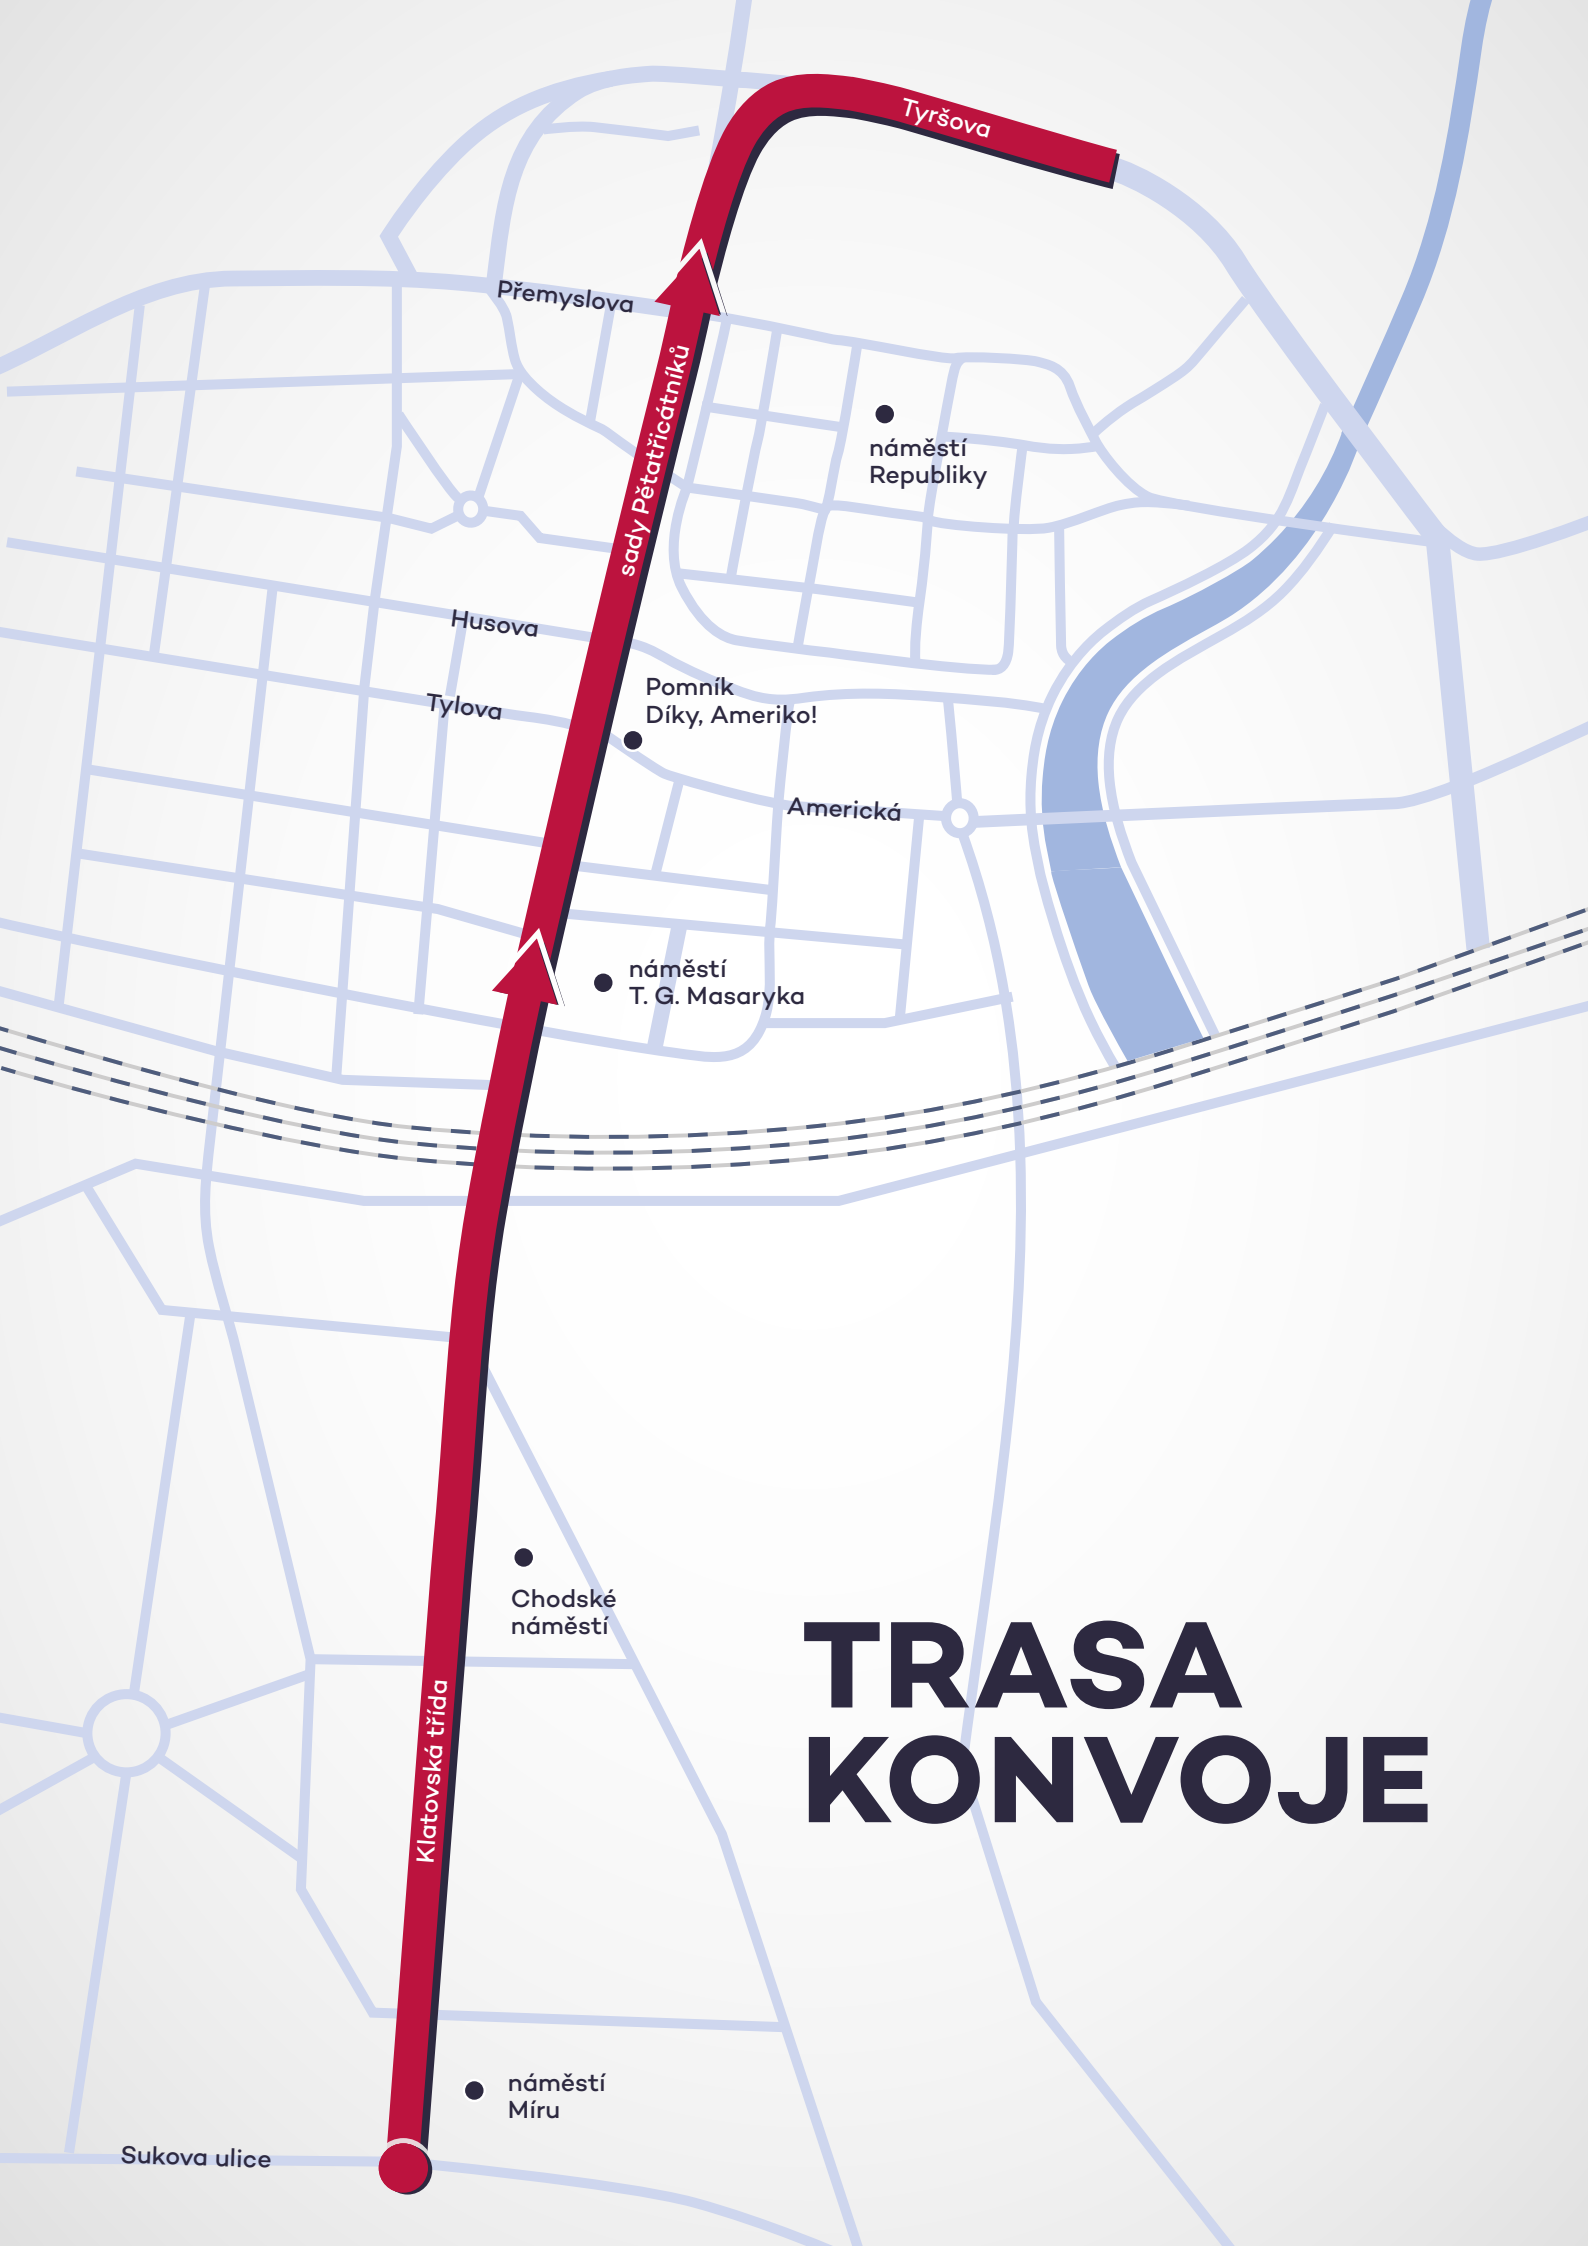 Tyršova
Přemyslova
sady Pětatřicátníků
náměstí
Republiky
Husova
Tylova
Pomník
Díky, Ameriko!
Americká
náměstí
T. G. Masaryka
Chodské
náměstí
Klatovská třída
TRASA
KONVOJE
náměstí
Míru
Sukova ulice